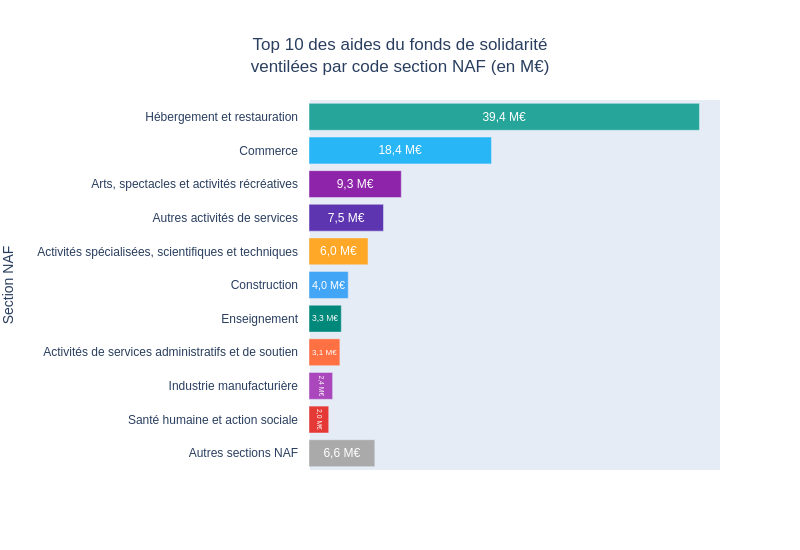 Top 10 des aides du fonds de solidarité
ventilées par code section NAF (en M€)
Section NAF
Hébergement et restauration 39,4 M€
Commerce 18,4 M€
Arts, spectacles et activités récréatives 9,3 M€
Autres activités de services 7,5 M€
Activités spécialisées, scientifiques et techniques 6,0 M€
Construction 4,0 M€
Enseignement 3,3 M€
Activités de services administratifs et de soutien 3,1 M€
Industrie manufacturière 2,4 M€
Santé humaine et action sociale 2,0 M€
Autres sections NAF 6,6 M€